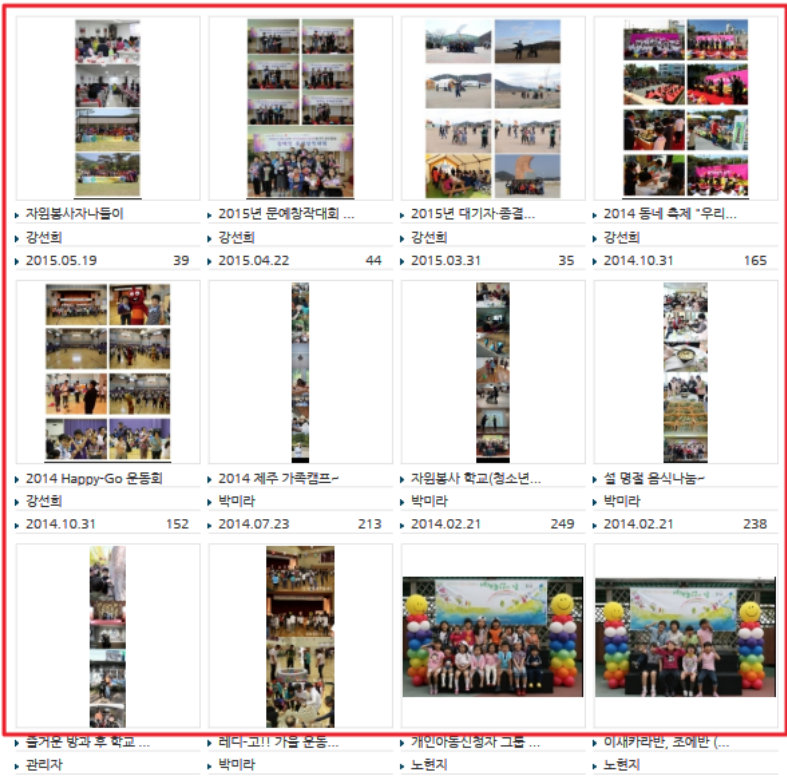 자원봉사자나들이
2015년 문예창작대회 ...
2015년 대기자·종결...
2014 동네 축제 "우리...
강선희
강선희
강선희
강선희
2015.05.19 39
2015.04.22 44
2015.03.31 35
2014.10.31 165
2014 Happy-Go 운동회
2014 제주 가족캠프~
자원봉사 학교(청소년...
설 명절 음식나눔~
강선희
박미라
박미라
박미라
2014.10.31 152
2014.07.23 213
2014.02.21 249
2014.02.21 238
즐거운 방과 후 학교 ...
레디-고!! 가을 운동...
개인아동신청자 그룹 ...
이새카라반, 조에반 (...
관리자
박미라
노현지
노현지